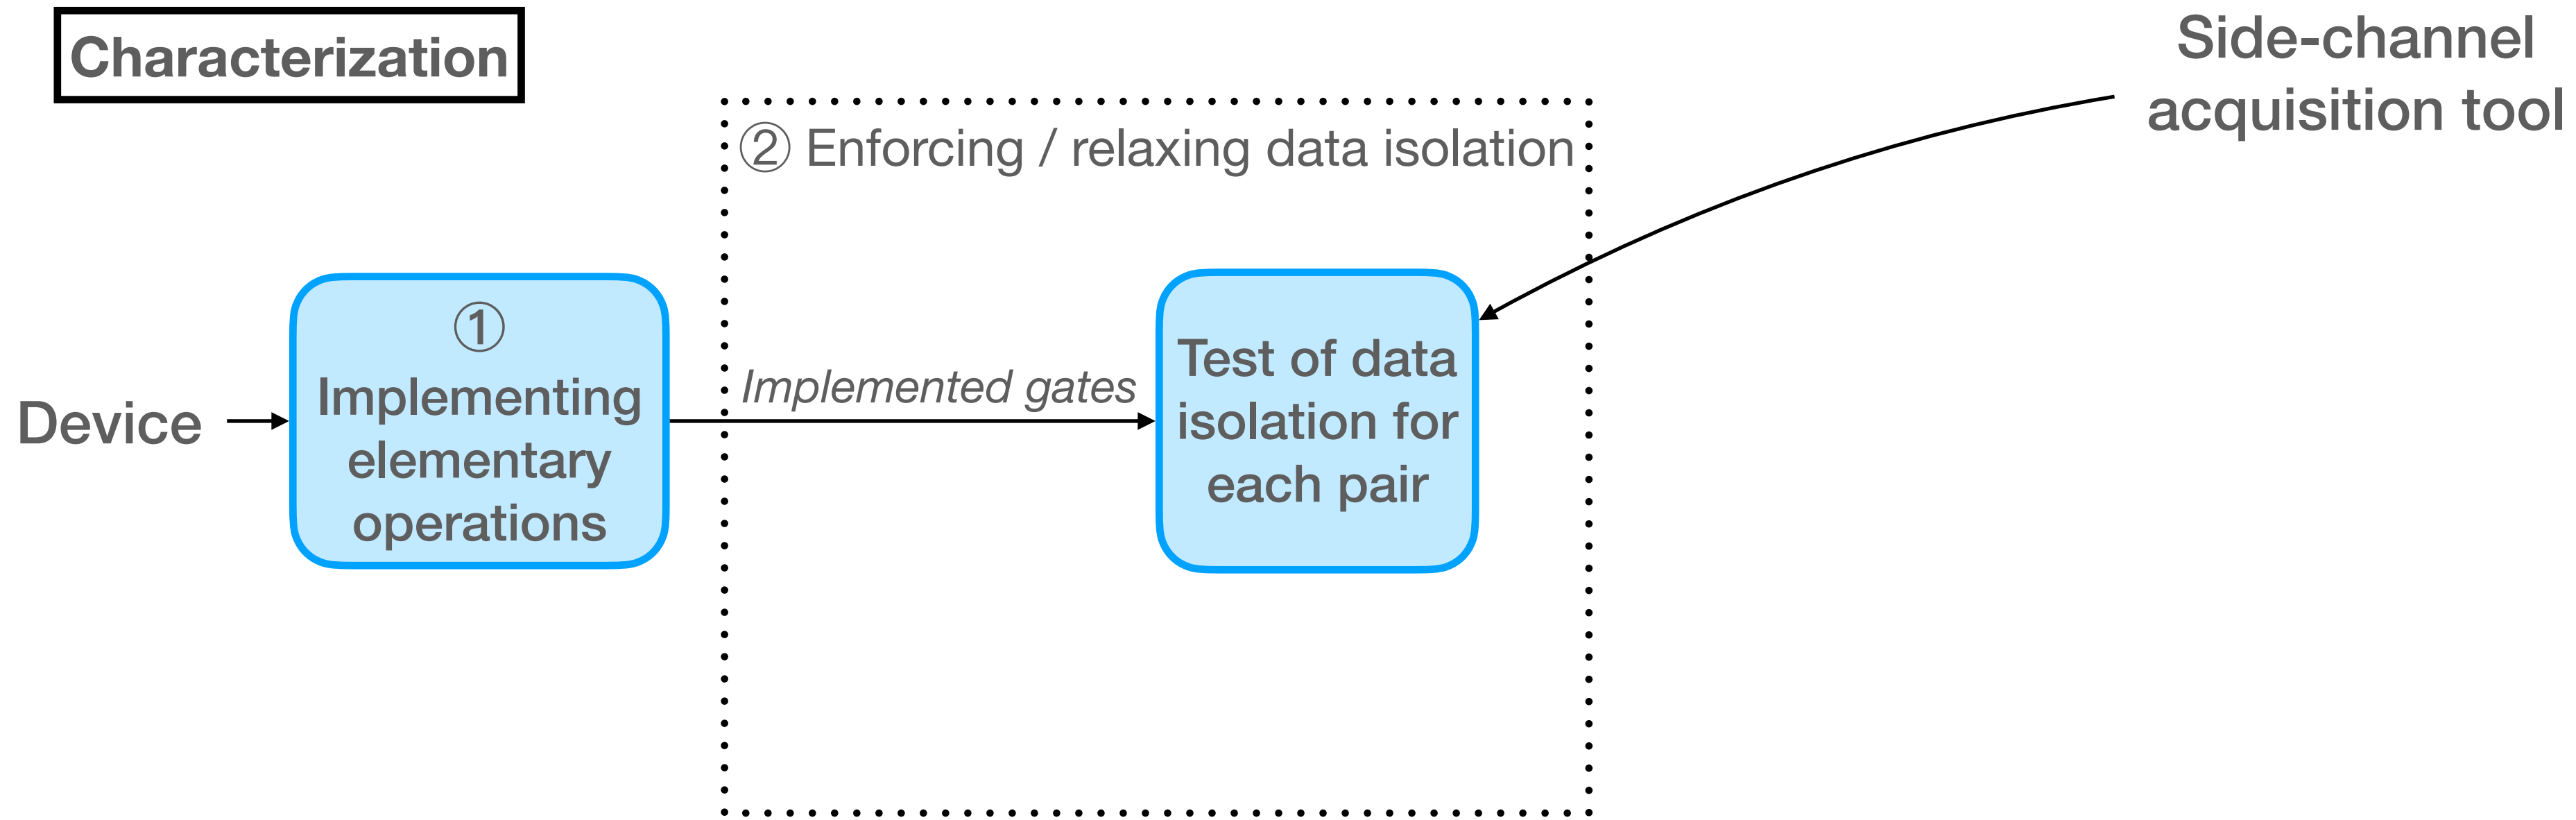 Characterization
Side-channel
acquisition tool
② Enforcing / relaxing data isolation
Device
①
Implementing
elementary
operations
Implemented gates
Test of data
isolation for
each pair